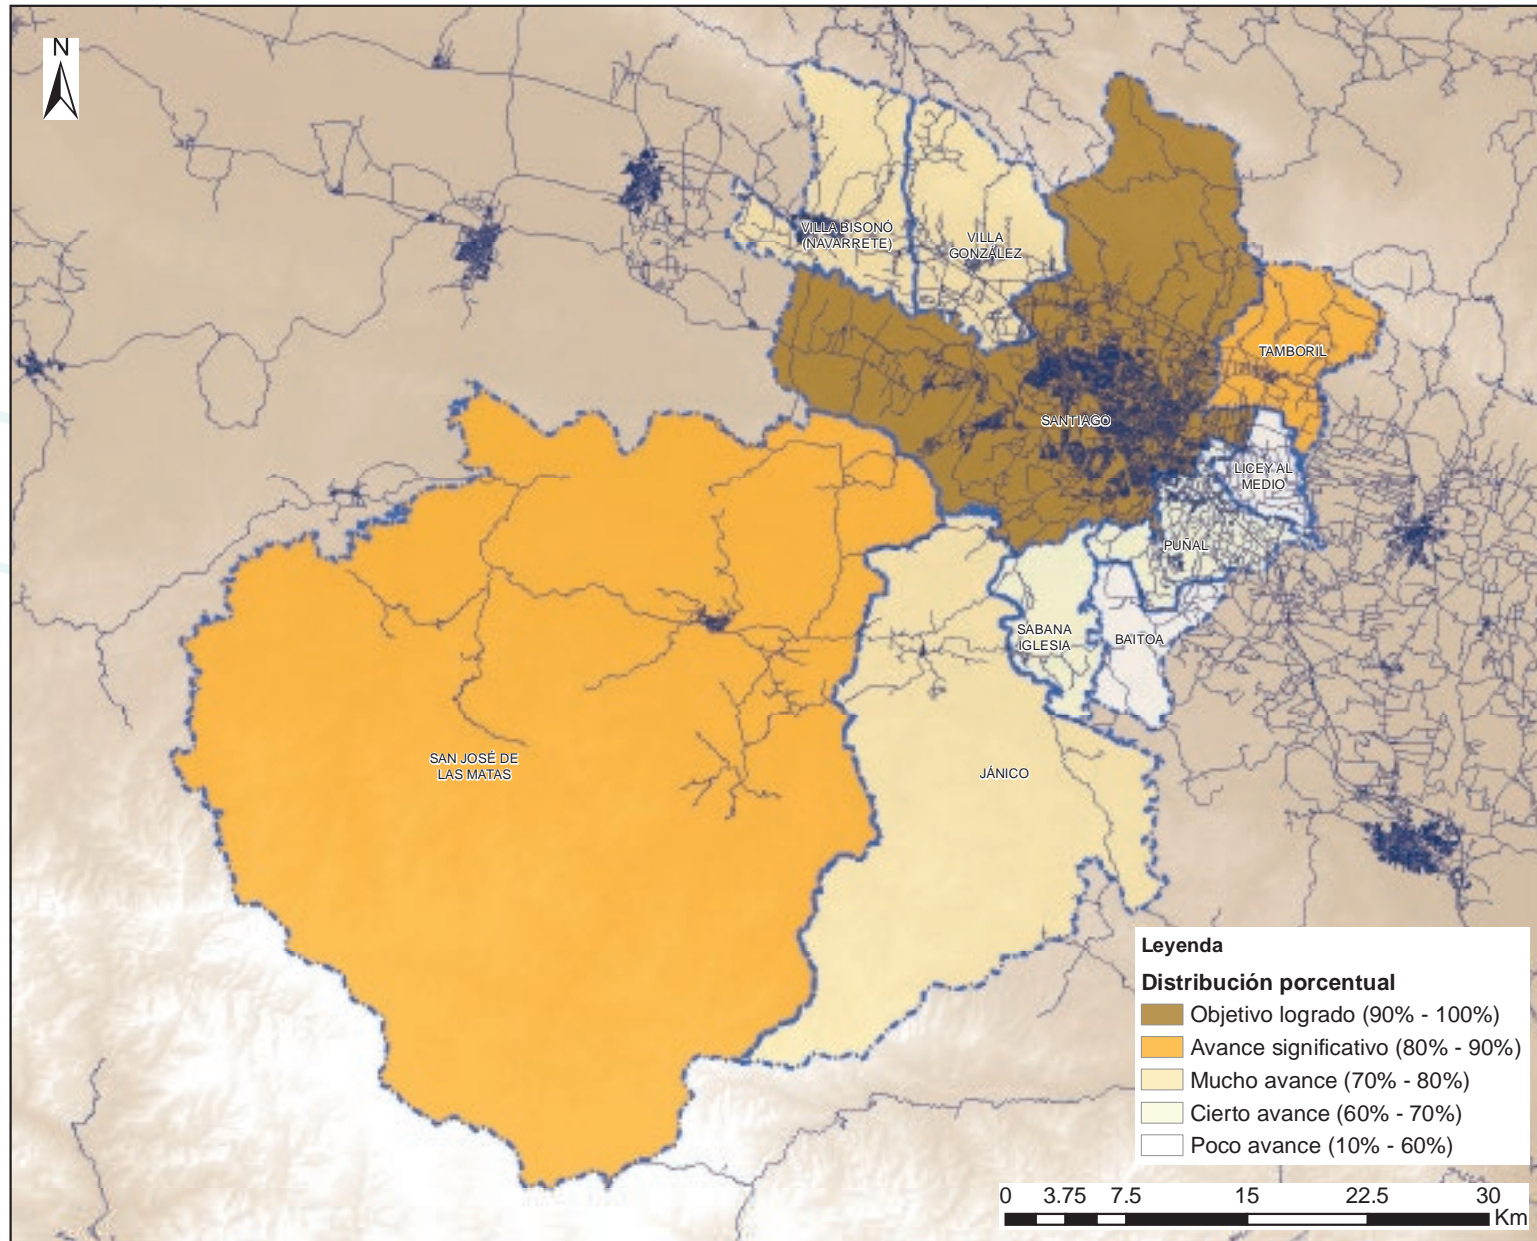 N
VILLA BISONÓ
(NAVARRETE)
VILLA
GONZÁLEZ
TAMBORIL
SANTIAGO
LICEY AL
MEDIO
PUÑAL
SABANA
IGLESIA
BAITOA
SAN JOSÉ DE
LAS MATAS
JÁNICO
Leyenda
Distribución porcentual
Objetivo logrado (90% - 100%)
Avance significativo (80% - 90%)
Mucho avance (70% - 80%)
Cierto avance (60% - 70%)
Poco avance (10% - 60%)
0 3.75 7.5 15 22.5 30
Km